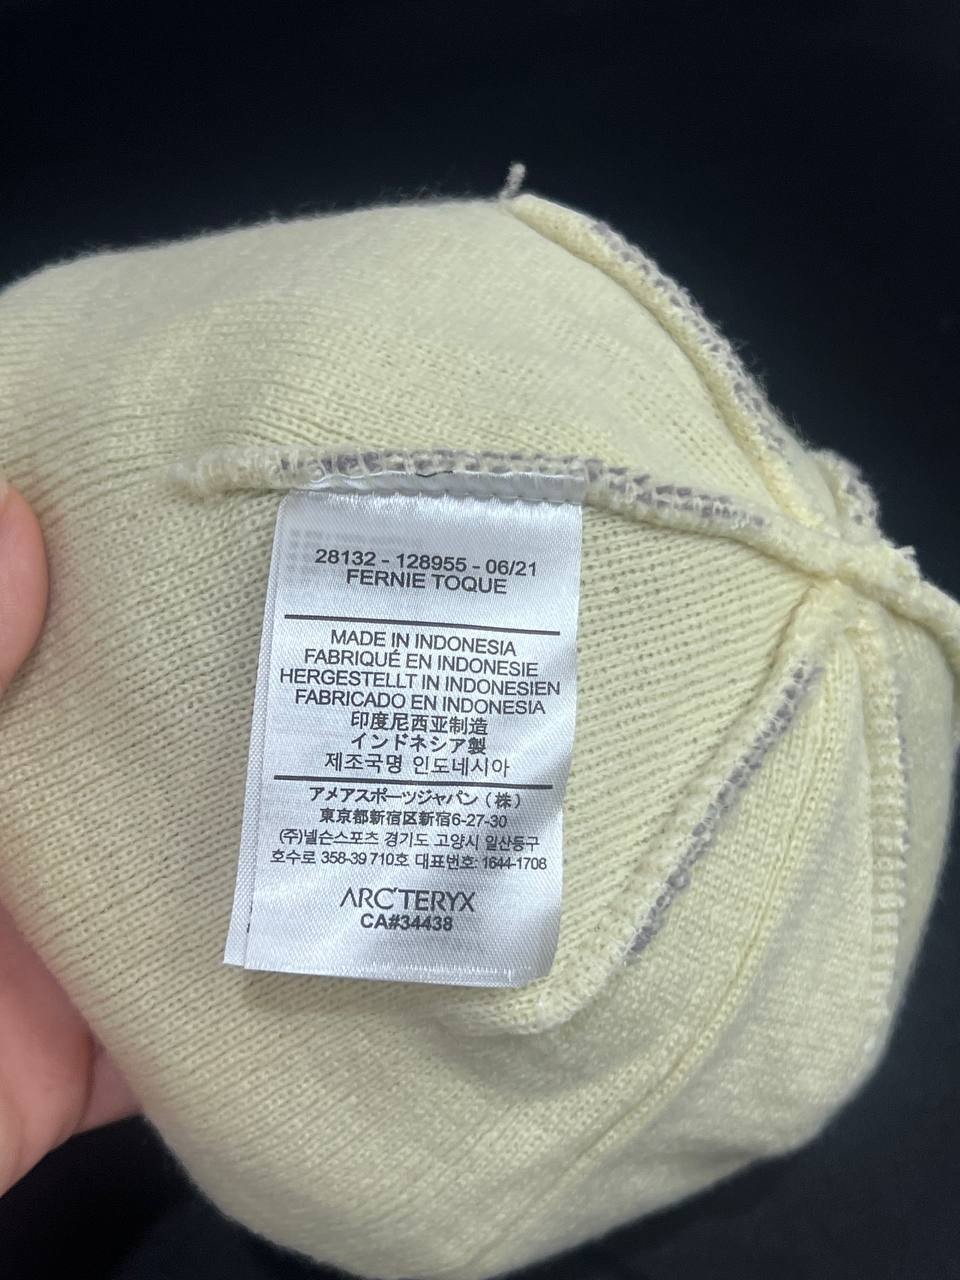 28132 - 128955 - 06/21
FERNIE TOQUE
MADE IN INDONESIA
FABRIQUÉ EN INDONESIE
HERGESTELLT IN INDONESIEN
FABRICADO EN INDONESIA
印度尼西亚制造
インドネシア製
제조국명 인도네시아
アメアスポーツジャパン（株）
東京都新宿区新宿6-27-30
(주)넬슨스포츠 경기도 고양시 일산동구
호수로 358-39 710호 대표번호: 1644-1708
ARC'TERYX
CA#34438